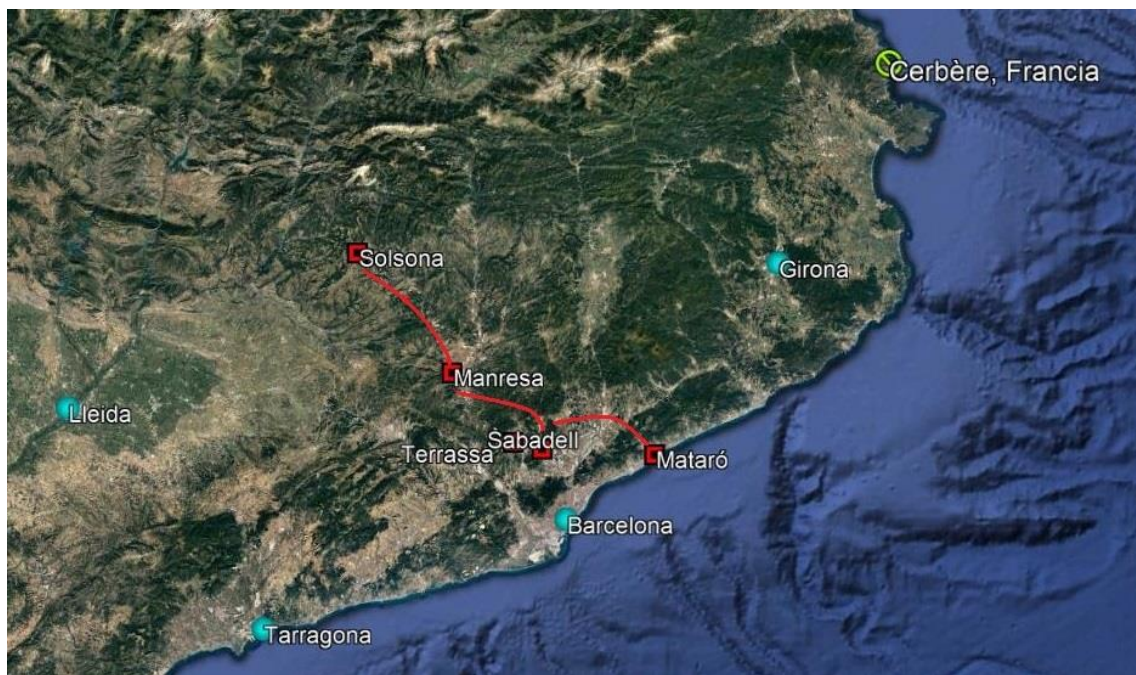 Cerbère, Francia
Solsona
Girona
Manresa
Lleida
Sabadell
Terrassa
Mataró
Barcelona
Tarragona